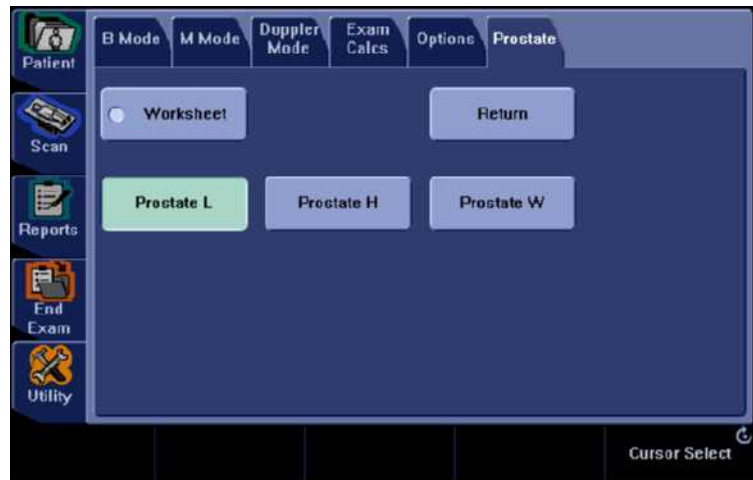 Patient
Scan
Reports
End
Exam
Utility
B Mode
M Mode
Doppler
Mode
Exam
Calcs
Options
Prostate
Worksheet
Return
Prostate L
Prostate H
Prostate W
Cursor Select